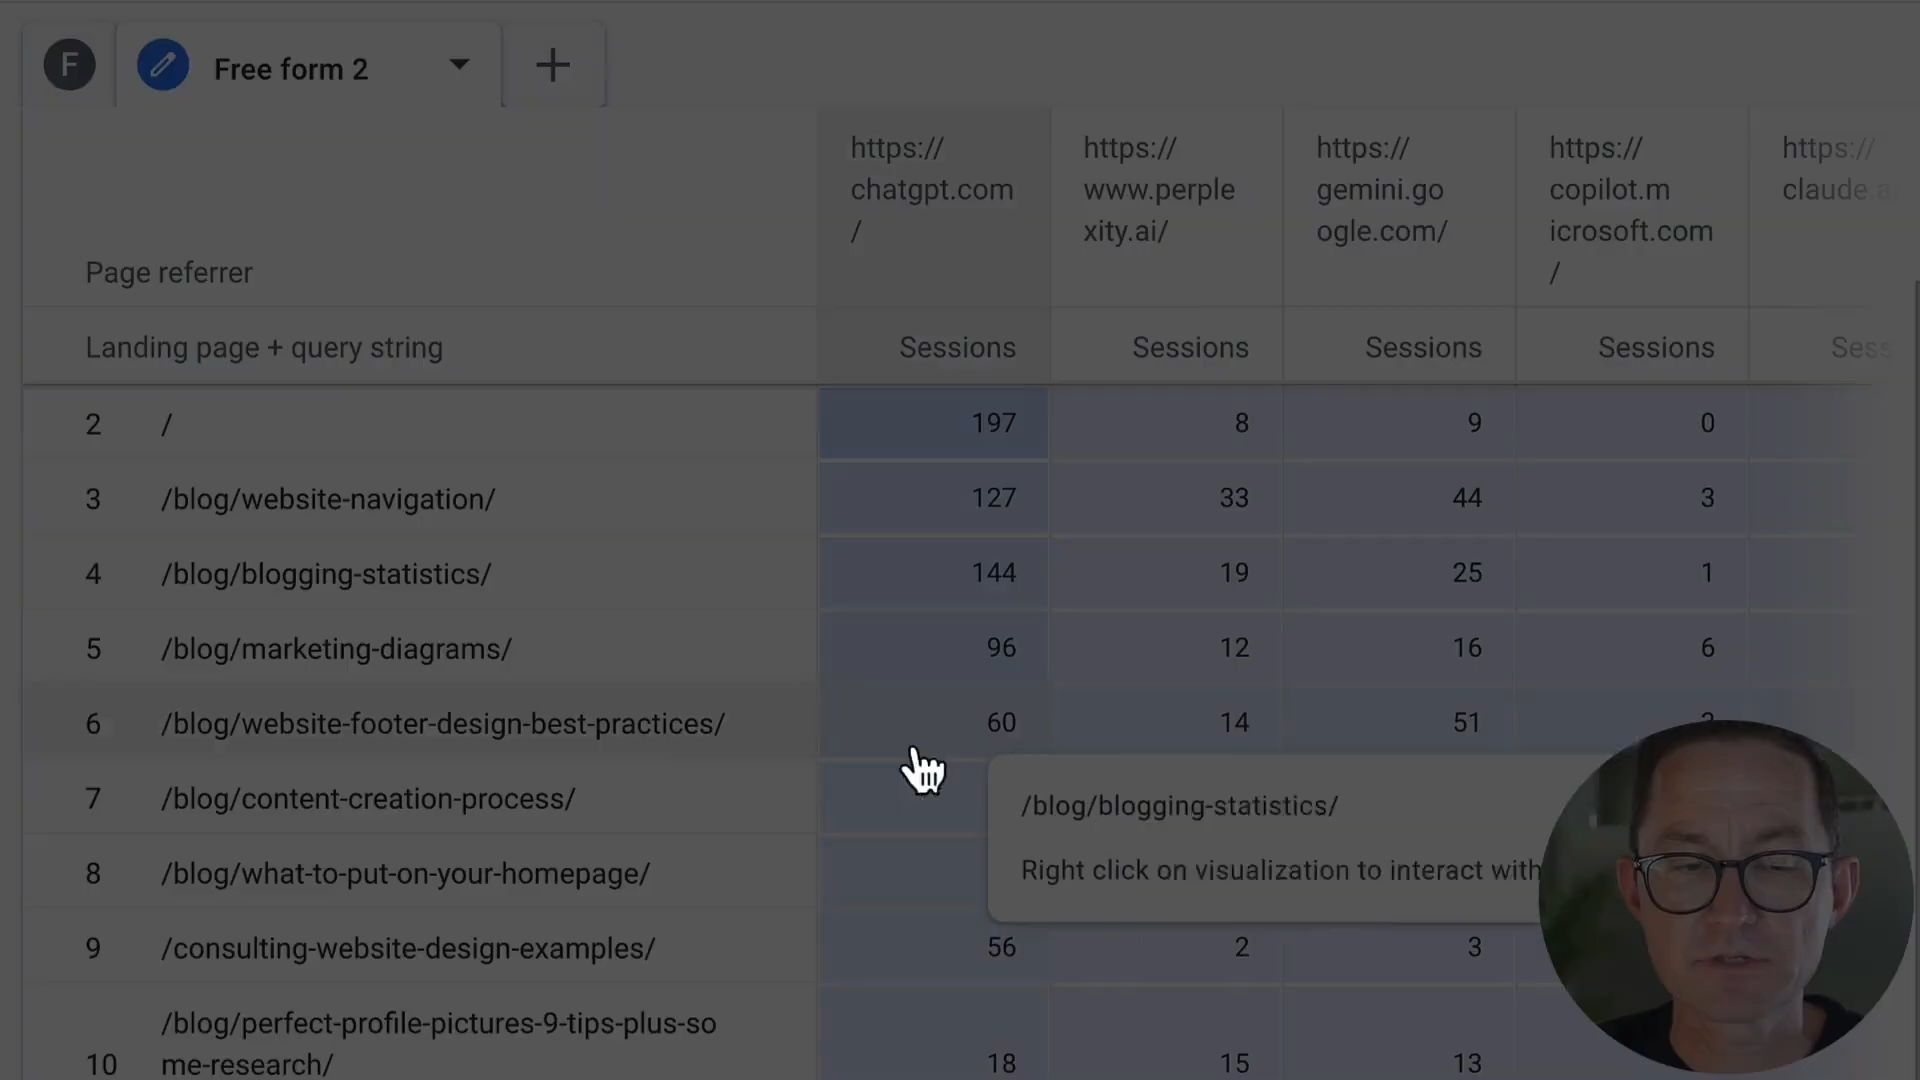 F
Free form 2
https://
chatgpt.com
/
https://
www.perple
xity.ai/
https://
gemini.go
ogle.com/
https://
copilot.m
icrosoft.com
/
https://
claude.a
Page referrer
Landing page + query string
Sessions
Sessions
Sessions
Sessions
Sess
2 / 197 8 9 0
3 /blog/website-navigation/ 127 33 44 3
4 /blog/blogging-statistics/ 144 19 25 1
5 /blog/marketing-diagrams/ 96 12 16 6
6 /blog/website-footer-design-best-practices/ 60 14 51
7 /blog/content-creation-process/
/blog/blogging-statistics/
Right click on visualization to interact with
8 /blog/what-to-put-on-your-homepage/
9 /consulting-website-design-examples/ 56 2 3
/blog/perfect-profile-pictures-9-tips-plus-so
10 me-research/ 18 15 13